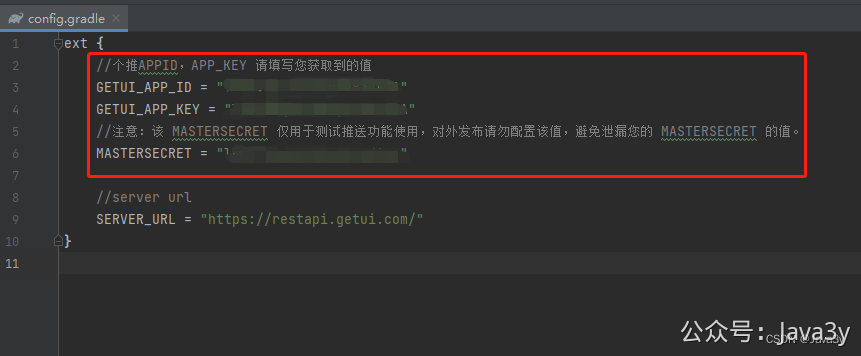 config.gradle
1 ext {
2 //个推APPID，APP_KEY 请填写您获取到的值
3 GETUI_APP_ID = " "
4 GETUI_APP_KEY = "
5 //注意：该 MASTERSECRET 仅用于测试推送功能使用，对外发布请勿配置该值，避免泄漏您的 MASTERSECRET 的值。
6 MASTERSECRET = " "
7
8 //server url
9 SERVER_URL = "https://restapi.getui.com/"
10 }
11
公众号：Java3y
CSDN @Java3y